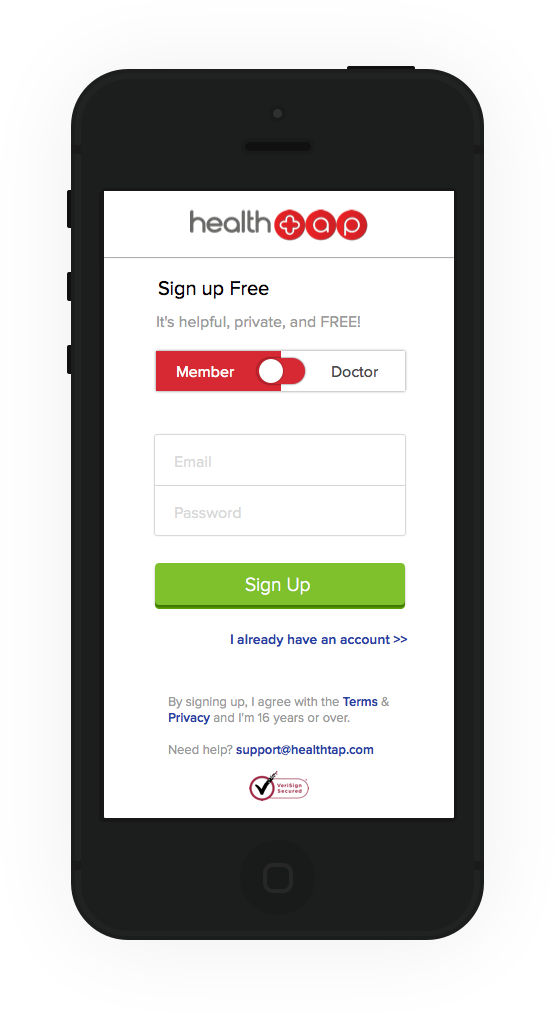 healthtap
Sign up Free
It's helpful, private, and FREE!
Member
Doctor
Email
Password
Sign Up
I already have an account >>
By signing up, I agree with the Terms &
Privacy and I'm 16 years or over.
Need help? support@healthtap.com
VeriSign
Secured